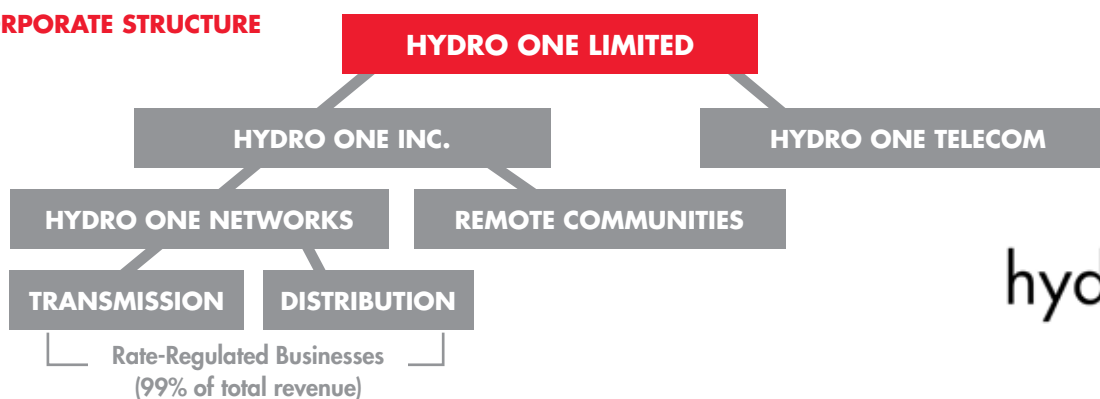 RPORATE STRUCTURE
HYDRO ONE LIMITED
HYDRO ONE INC.
HYDRO ONE TELECOM
HYDRO ONE NETWORKS
REMOTE COMMUNITIES
TRANSMISSION
DISTRIBUTION
Rate-Regulated Businesses
(99% of total revenue)
hyd